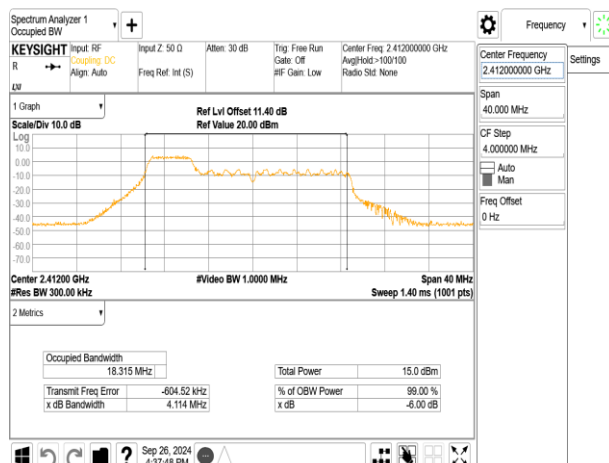 Spectrum Analyzer 1
Occupied BW
Frequency
KEYSIGHT
Input: RF
Coupling: DC
Align: Auto
Input Z: 50 Ω
Freq Ref: Int (S)
Atten: 30 dB
Trig: Free Run
Gate: Off
#IF Gain: Low
Center Freq: 2.412000000 GHz
Avg|Hold:>100/100
Radio Std: None
R
LXI
Center Frequency
2.412000000 GHz
Settings
Span
40.000 MHz
CF Step
4.000000 MHz
Auto
Man
Freq Offset
0 Hz
1 Graph
Scale/Div 10.0 dB
Ref Lvl Offset 11.40 dB
Ref Value 20.00 dBm
Log
10.0
0.00
-10.0
-20.0
-30.0
-40.0
-50.0
-60.0
-70.0
Center 2.41200 GHz
#Res BW 300.00 kHz
#Video BW 1.0000 MHz
Span 40 MHz
Sweep 1.40 ms (1001 pts)
2 Metrics
Occupied Bandwidth
18.315 MHz
Transmit Freq Error -604.52 kHz
x dB Bandwidth 4.114 MHz
Total Power 15.0 dBm
% of OBW Power 99.00 %
x dB -6.00 dB
Sep 26, 2024
4:37:48 PM